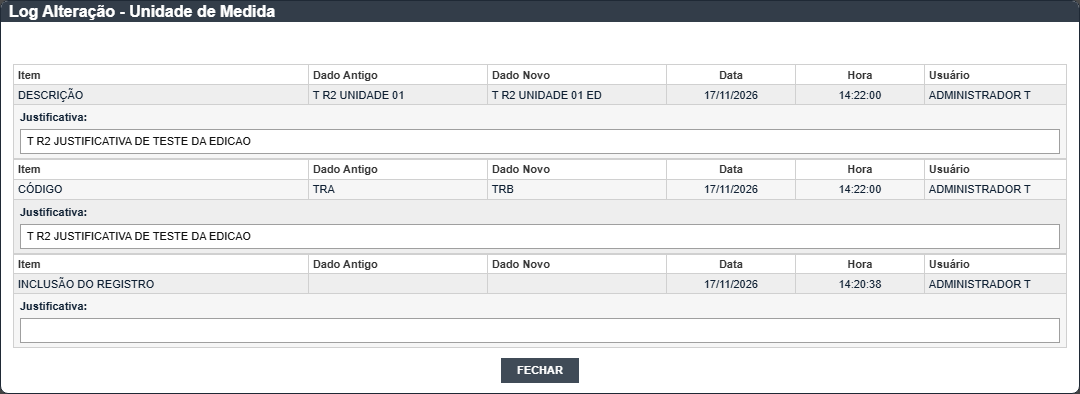 Log Alteração - Unidade de Medida
Item Dado Antigo Dado Novo Data Hora Usuário
DESCRIÇÃO T R2 UNIDADE 01 T R2 UNIDADE 01 ED 17/11/2026 14:22:00 ADMINISTRADOR T
Justificativa:
T R2 JUSTIFICATIVA DE TESTE DA EDICAO
Item Dado Antigo Dado Novo Data Hora Usuário
CÓDIGO TRA TRB 17/11/2026 14:22:00 ADMINISTRADOR T
Justificativa:
T R2 JUSTIFICATIVA DE TESTE DA EDICAO
Item Dado Antigo Dado Novo Data Hora Usuário
INCLUSÃO DO REGISTRO 17/11/2026 14:20:38 ADMINISTRADOR T
Justificativa:
FECHAR